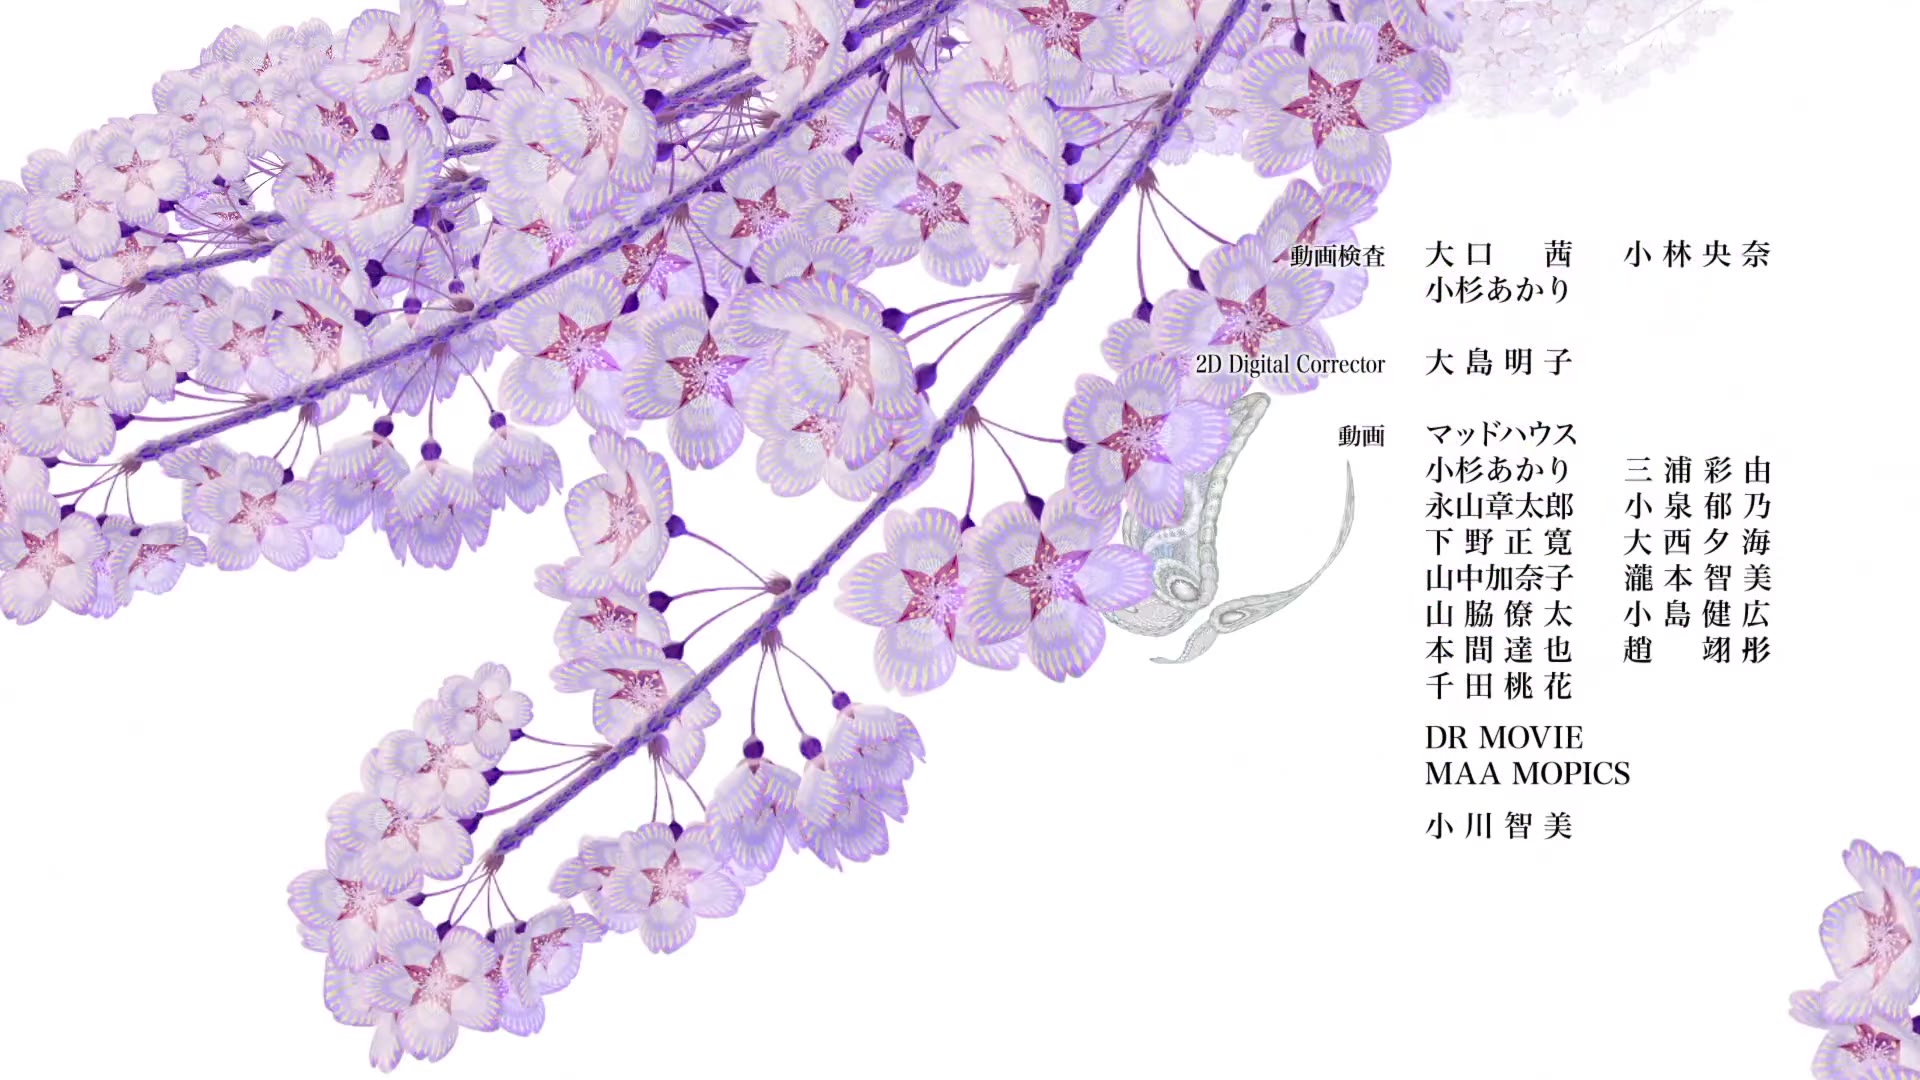 動画検査 大口 茜 小林央奈
小杉あかり
2D Digital Corrector 大島明子
動画 マッドハウス
小杉あかり 三浦彩由
永山章太郎 小泉郁乃
下野正寛 大西夕海
山中加奈子 瀧本智美
山脇僚太 小島健広
本間達也 趙 翊彤
千田桃花
DR MOVIE
MAA MOPICS
小川智美